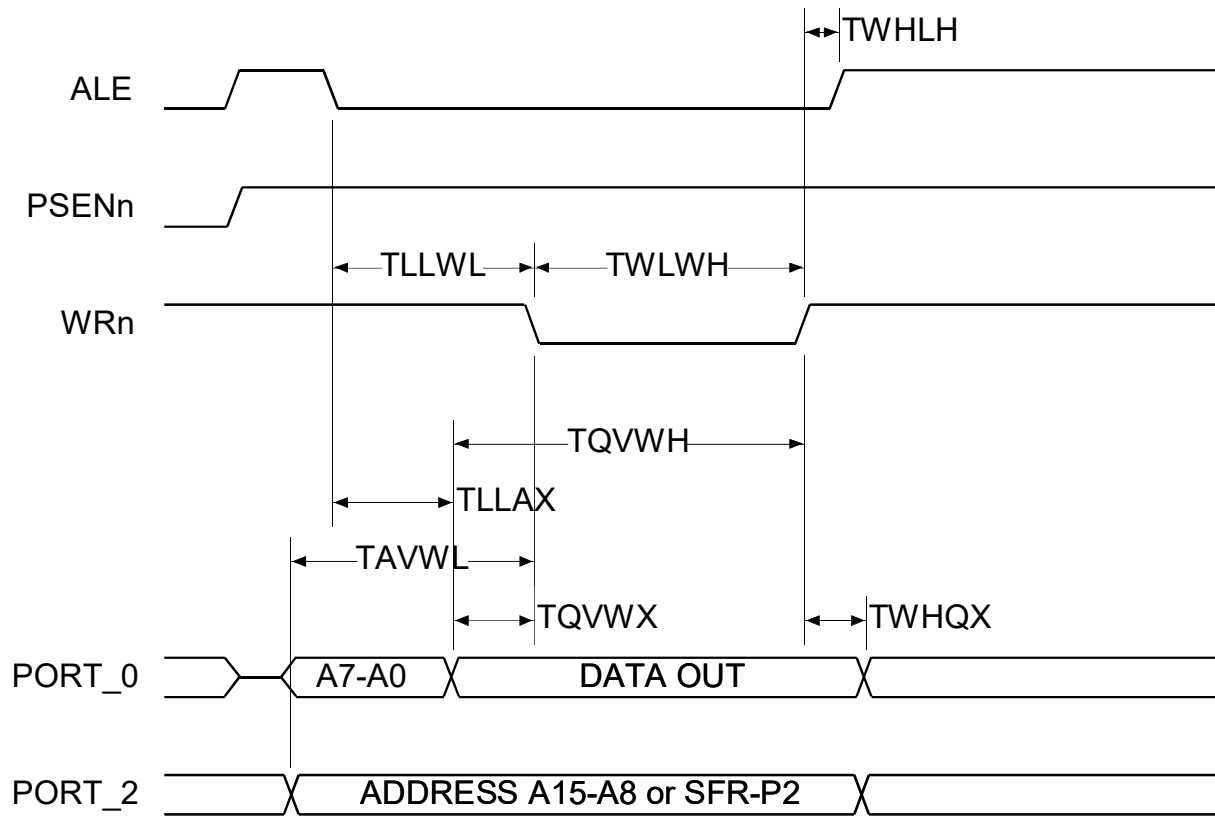 TWHLH
ALE
PSENn
TLLWL
TWLWH
WRn
TQVWH
TLLAX
TAVWL
TQVWX
TWHQX
PORT_0
A7-A0
DATA OUT
PORT_2
ADDRESS A15-A8 or SFR-P2